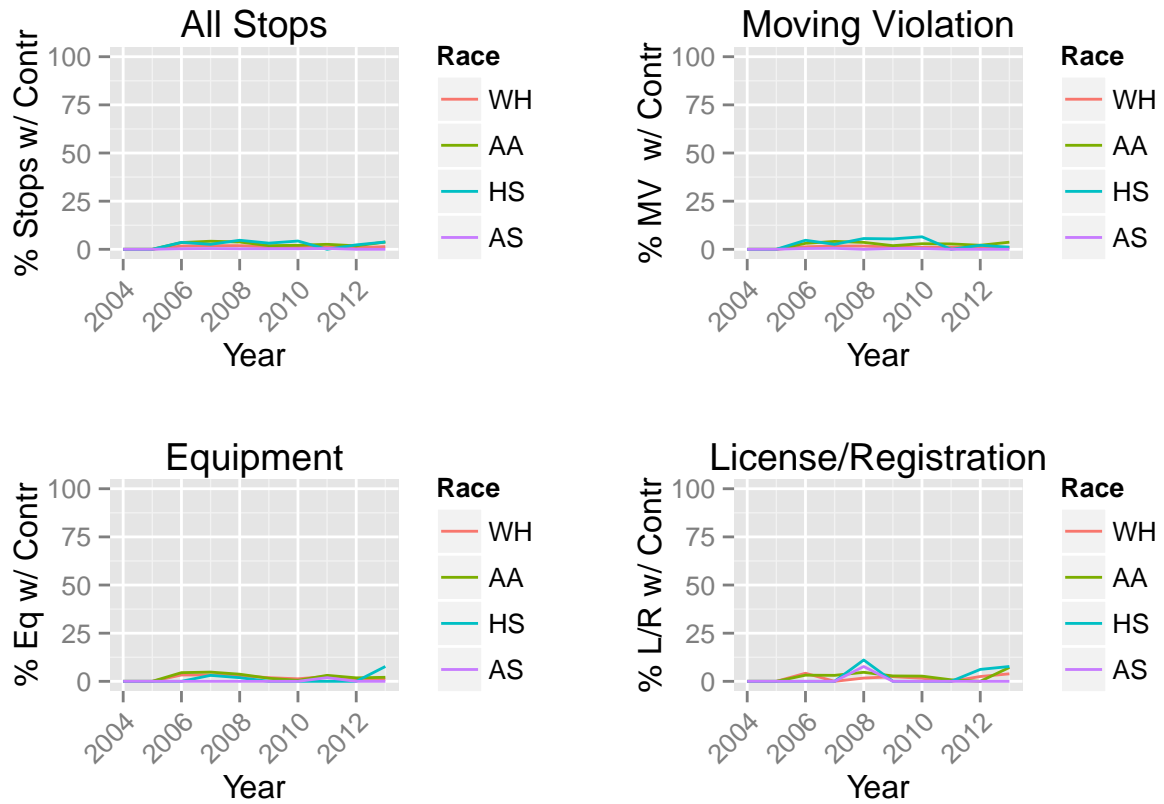 All Stops
% Stops w/ Contr
100
75
50
25
0
2004
2006
2008
2010
2012
Year
Race
WH
AA
HS
AS
Moving Violation
% MV  w/ Contr
100
75
50
25
0
2004
2006
2008
2010
2012
Year
Race
WH
AA
HS
AS
Equipment
% Eq w/ Contr
100
75
50
25
0
2004
2006
2008
2010
2012
Year
Race
WH
AA
HS
AS
License/Registration
% L/R w/ Contr
100
75
50
25
0
2004
2006
2008
2010
2012
Year
Race
WH
AA
HS
AS